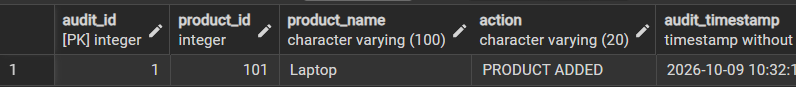 audit_id product_id product_name action audit_timestamp
[PK] integer integer character varying (100) character varying (20) timestamp without
1 1 101 Laptop PRODUCT ADDED 2026-10-09 10:32:1